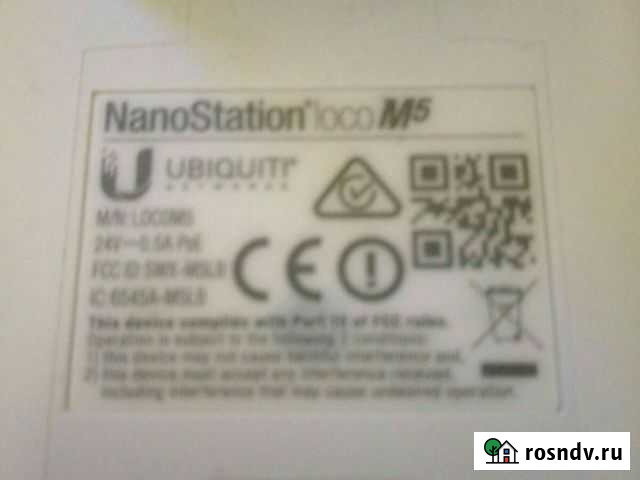 NanoStation® loco M5
UBIQUITI®
NETWORKS
M/N: LOCOM5
24V⎓0.5A PoE
FCC ID: SWX-M5LB
IC: 6545A-M5LB
CE
This device complies with Part 15 of FCC rules.
Operation is subject to the following 2 conditions:
1) this device may not cause harmful interference and,
2) this device must accept any interference received,
including interference that may cause undesired operation.
rosndv.ru